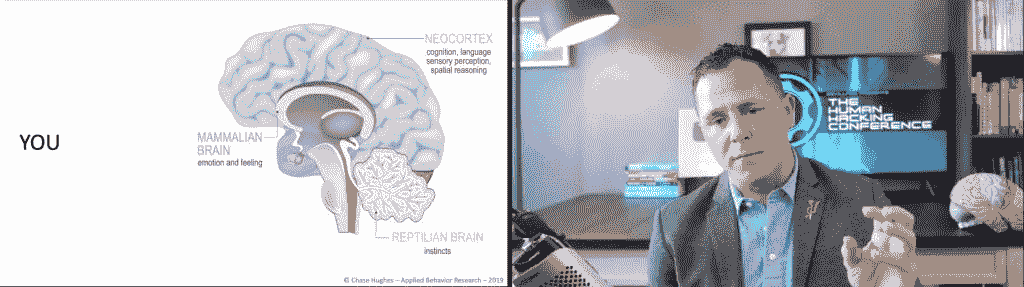 NEOCORTEX
cognition, language
sensory perception,
spatial reasoning
YOU
MAMMALIAN
BRAIN
emotion and feeling
REPTILIAN BRAIN
instincts
© Chase Hughes – Applied Behavior Research – 2019
THE
HUMAN
HACKING
CONFERENCE